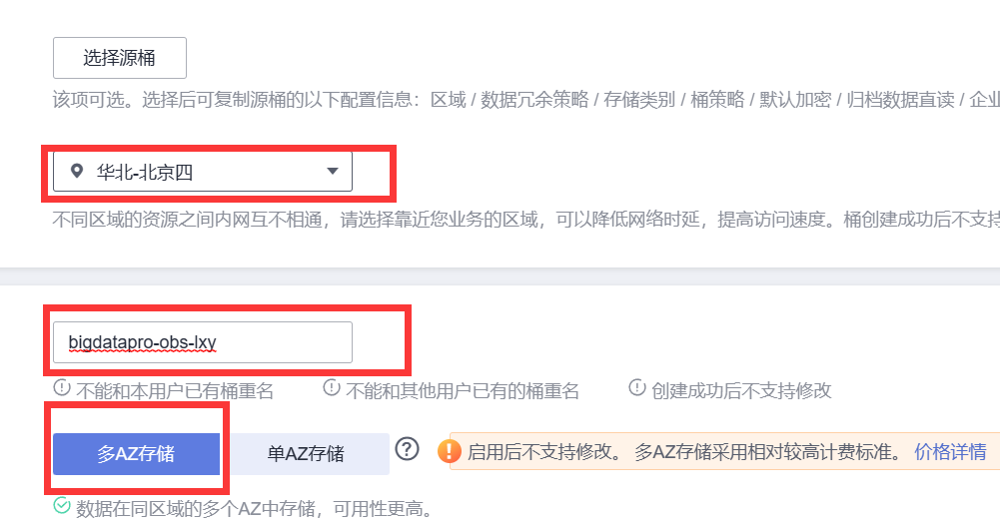 选择源桶
该项可选。选择后可复制源桶的以下配置信息：区域 / 数据冗余策略 / 存储类别 / 桶策略 / 默认加密 / 归档数据直读 / 企业
华北-北京四
不同区域的资源之间内网互不相通，请选择靠近您业务的区域，可以降低网络时延，提高访问速度。桶创建成功后不支持
bigdatapro-obs-lxy
不能和本用户已有桶重名 不能和其他用户已有的桶重名 创建成功后不支持修改
多AZ存储 单AZ存储 ? 启用后不支持修改。 多AZ存储采用相对较高计费标准。 价格详情
数据在同区域的多个AZ中存储，可用性更高。